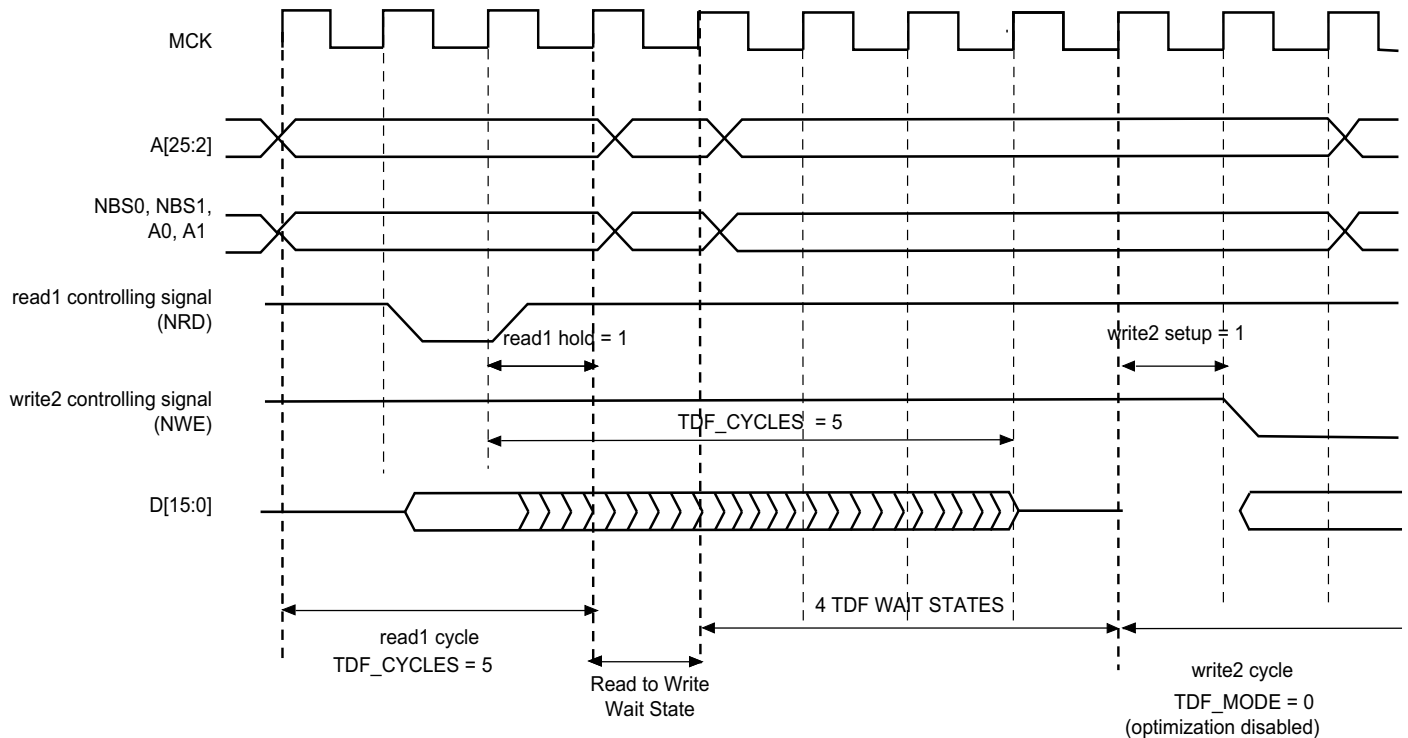 MCK
A[25:2]
NBS0, NBS1,
A0, A1
read1 controlling signal
(NRD)
read1 hold = 1
write2 setup = 1
write2 controlling signal
(NWE)
TDF_CYCLES = 5
D[15:0]
4 TDF WAIT STATES
read1 cycle
TDF_CYCLES = 5
Read to Write
Wait State
write2 cycle
TDF_MODE = 0
(optimization disabled)